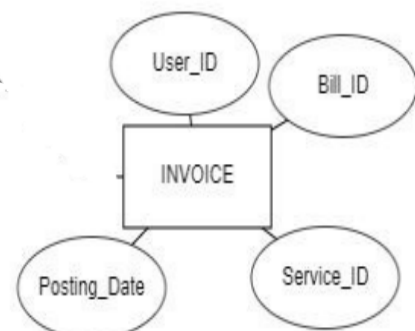 User_ID
Bill_ID
INVOICE
Posting_Date
Service_ID